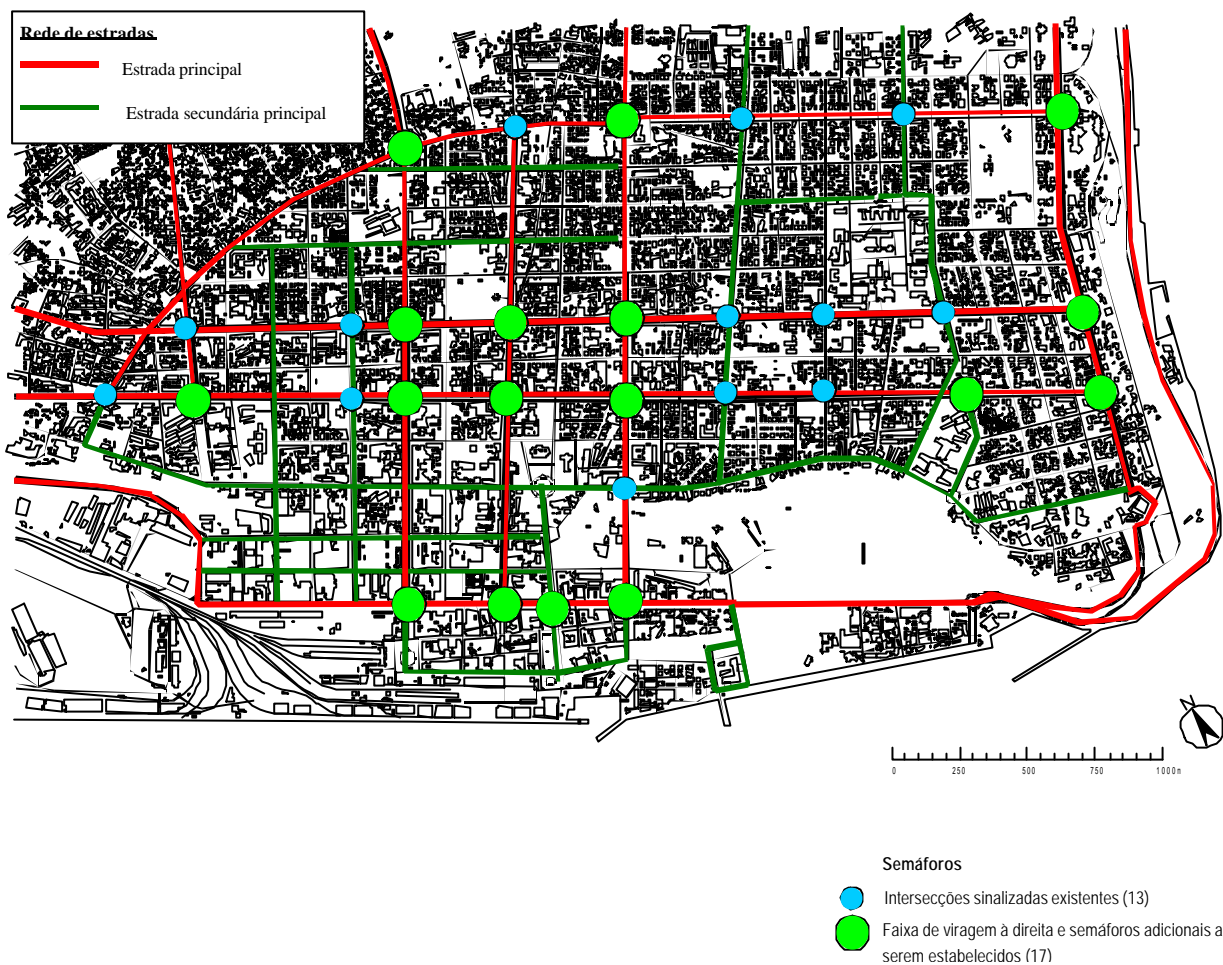 Rede de estradas
Estrada principal
Estrada secundária principal
N
0 250 500 750 1000m
Semáforos
Intersecções sinalizadas existentes (13)
Faixa de viragem à direita e semáforos adicionais a
serem estabelecidos (17)